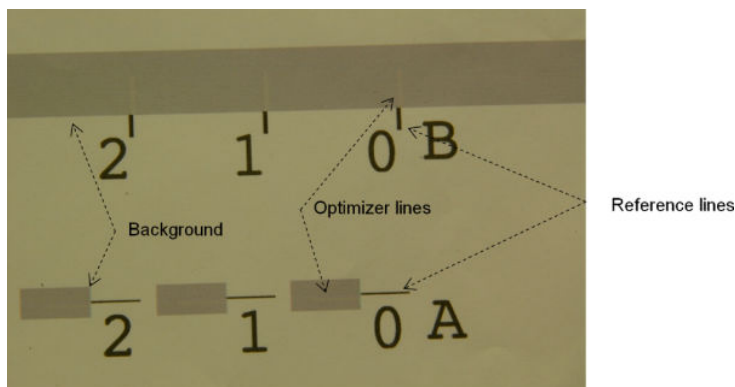 2 1 0 B
Optimizer lines
Reference lines
Background
2 1 0 A